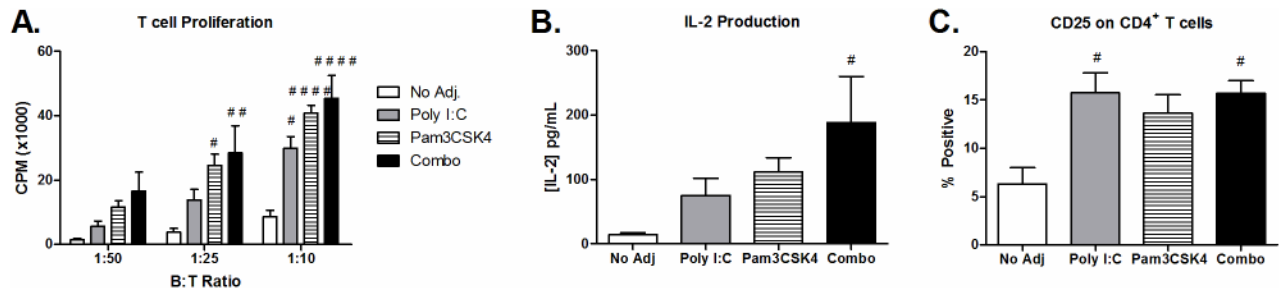 A.
T cell Proliferation
CPM (x1000)
60
40
20
0
# # # #
# # # #
# #
#
#
1:50
1:25
1:10
B:T Ratio
No Adj.
Poly I:C
Pam3CSK4
Combo
B.
IL-2 Production
[IL-2] pg/mL
300
200
100
0
#
No Adj
Poly I:C
Pam3CSK4
Combo
C.
CD25 on CD4⁺ T cells
% Positive
20
15
10
5
0
#
#
No Adj
Poly I:C
Pam3CSK4
Combo